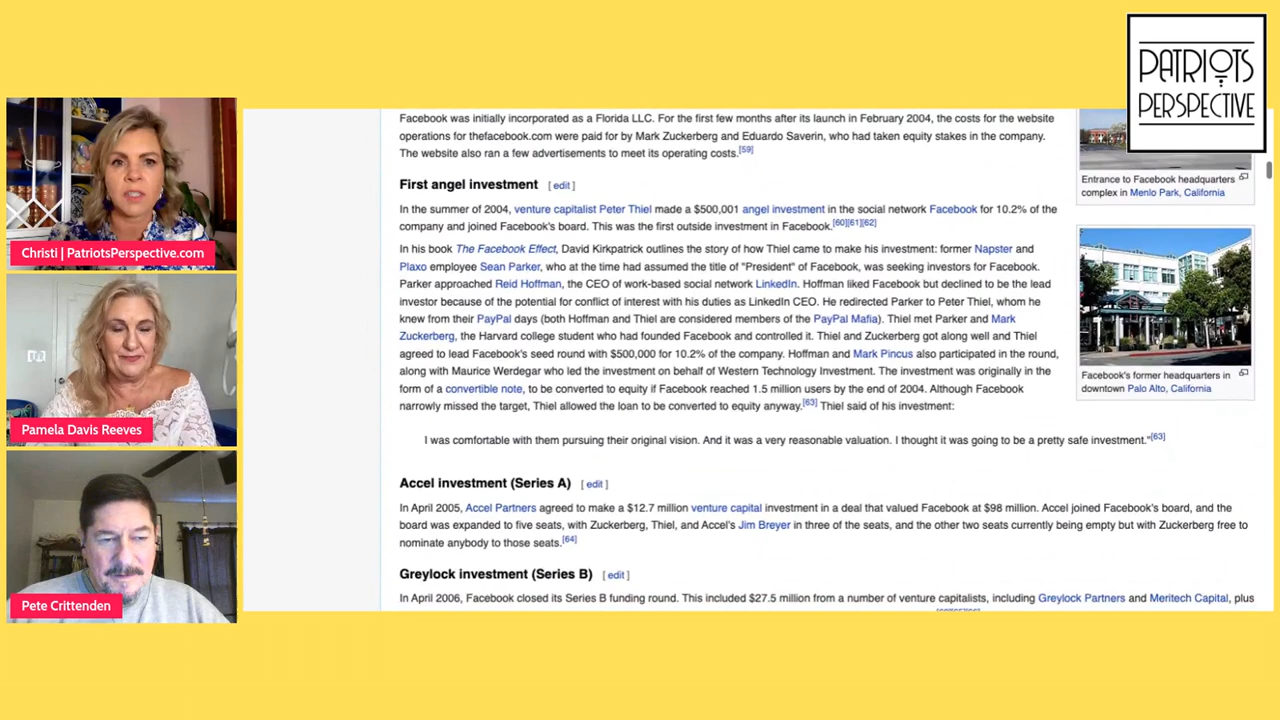 PATRIOTS
PERSPECTIVE
Christi | PatriotsPerspective.com
Pamela Davis Reeves
Pete Crittenden
Facebook was initially incorporated as a Florida LLC. For the first few months after its launch in February 2004, the costs for the website
operations for thefacebook.com were paid for by Mark Zuckerberg and Eduardo Saverin, who had taken equity stakes in the company.
The website also ran a few advertisements to meet its operating costs.[59]
First angel investment [ edit ]
In the summer of 2004, venture capitalist Peter Thiel made a $500,001 angel investment in the social network Facebook for 10.2% of the
company and joined Facebook's board. This was the first outside investment in Facebook.[60][61][62]
In his book The Facebook Effect, David Kirkpatrick outlines the story of how Thiel came to make his investment: former Napster and
Plaxo employee Sean Parker, who at the time had assumed the title of "President" of Facebook, was seeking investors for Facebook.
Parker approached Reid Hoffman, the CEO of work-based social network LinkedIn. Hoffman liked Facebook but declined to be the lead
investor because of the potential for conflict of interest with his duties as LinkedIn CEO. He redirected Parker to Peter Thiel, whom he
knew from their PayPal days (both Hoffman and Thiel are considered members of the PayPal Mafia). Thiel met Parker and Mark
Zuckerberg, the Harvard college student who had founded Facebook and controlled it. Thiel and Zuckerberg got along well and Thiel
agreed to lead Facebook's seed round with $500,000 for 10.2% of the company. Hoffman and Mark Pincus also participated in the round,
along with Maurice Werdegar who led the investment on behalf of Western Technology Investment. The investment was originally in the
form of a convertible note, to be converted to equity if Facebook reached 1.5 million users by the end of 2004. Although Facebook
narrowly missed the target, Thiel allowed the loan to be converted to equity anyway.[63] Thiel said of his investment:
I was comfortable with them pursuing their original vision. And it was a very reasonable valuation. I thought it was going to be a pretty safe investment."[63]
Accel investment (Series A) [ edit ]
In April 2005, Accel Partners agreed to make a $12.7 million venture capital investment in a deal that valued Facebook at $98 million. Accel joined Facebook's board, and the
board was expanded to five seats, with Zuckerberg, Thiel, and Accel's Jim Breyer in three of the seats, and the other two seats currently being empty but with Zuckerberg free to
nominate anybody to those seats.[64]
Greylock investment (Series B) [ edit ]
In April 2006, Facebook closed its Series B funding round. This included $27.5 million from a number of venture capitalists, including Greylock Partners and Meritech Capital, plus
Entrance to Facebook headquarters
complex in Menlo Park, California
Facebook's former headquarters in
downtown Palo Alto, California